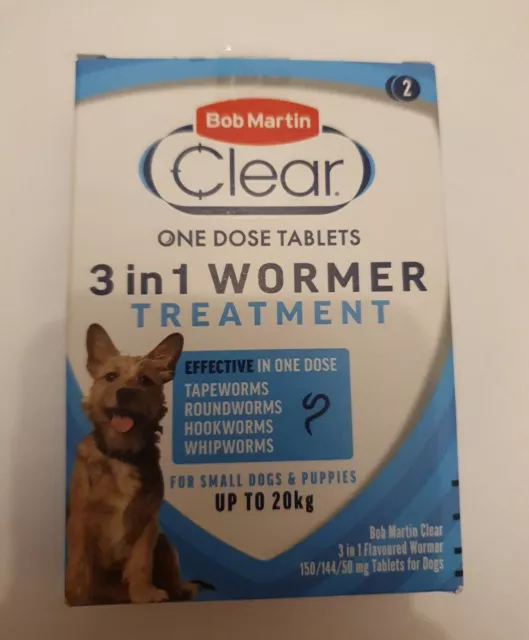 2
Bob Martin
Clear.
ONE DOSE TABLETS
3 in 1 WORMER
TREATMENT
EFFECTIVE IN ONE DOSE
TAPEWORMS
ROUNDWORMS
HOOKWORMS
WHIPWORMS
FOR SMALL DOGS & PUPPIES
UP TO 20kg
Bob Martin Clear
3 in 1 Flavoured Wormer
150/144/50 mg Tablets for Dogs